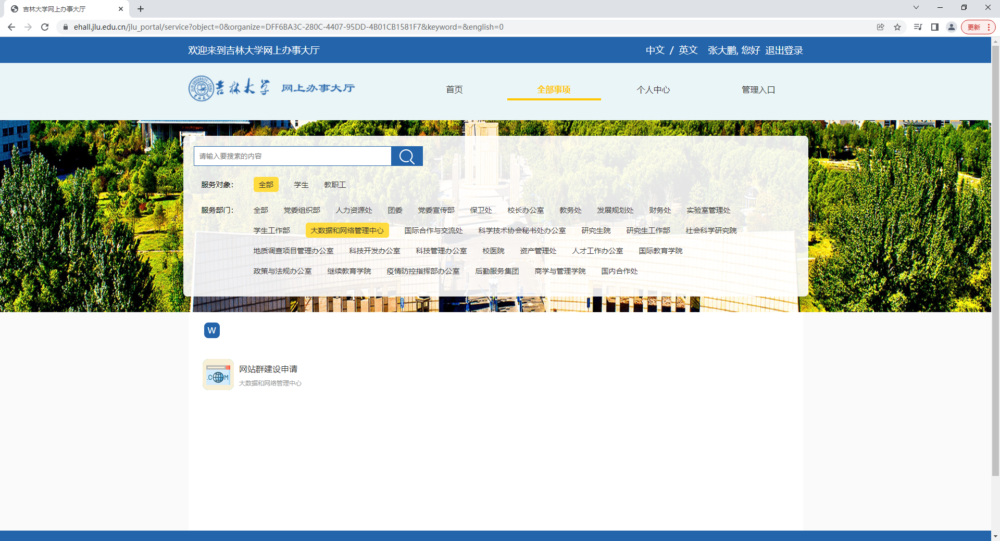 吉林大学网上办事大厅
ehall.jlu.edu.cn/jlu_portal/service?object=0&organize=DFF6BA3C-280C-4407-95DD-4B01CB1581F7&keyword=&english=0
更新
欢迎来到吉林大学网上办事大厅
中文 / 英文 张大鹏, 您好 退出登录
吉林大学 网上办事大厅
首页 全部事项 个人中心 管理入口
请输入要搜索的内容
服务对象： 全部 学生 教职工
服务部门： 全部 党委组织部 人力资源处 团委 党委宣传部 保卫处 校长办公室 教务处 发展规划处 财务处 实验室管理处
学生工作部 大数据和网络管理中心 国际合作与交流处 科学技术协会秘书处办公室 研究生院 研究生工作部 社会科学研究院
地质调查项目管理办公室 科技开发办公室 科技管理办公室 校医院 资产管理处 人才工作办公室 国际教育学院
政策与法规办公室 继续教育学院 疫情防控指挥部办公室 后勤服务集团 商学与管理学院 国内合作处
W
.COM
网站群建设申请
大数据和网络管理中心